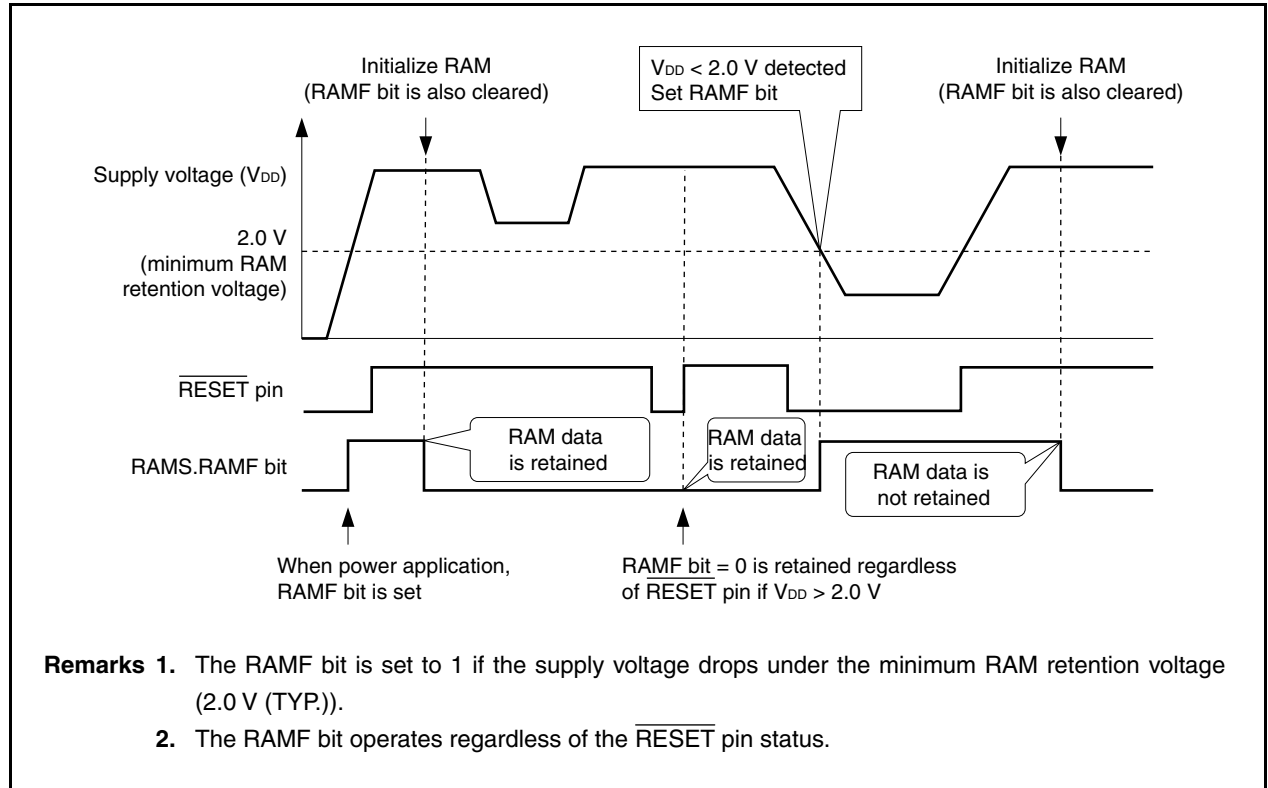 Initialize RAM
(RAMF bit is also cleared)
VDD < 2.0 V detected
Set RAMF bit
Initialize RAM
(RAMF bit is also cleared)
Supply voltage (VDD)
2.0 V
(minimum RAM
retention voltage)
RESET pin
RAMS.RAMF bit
RAM data
is retained
RAM data
is retained
RAM data is
not retained
When power application,
RAMF bit is set
RAMF bit = 0 is retained regardless
of RESET pin if VDD > 2.0 V
Remarks 1. The RAMF bit is set to 1 if the supply voltage drops under the minimum RAM retention voltage
(2.0 V (TYP.)).
2. The RAMF bit operates regardless of the RESET pin status.